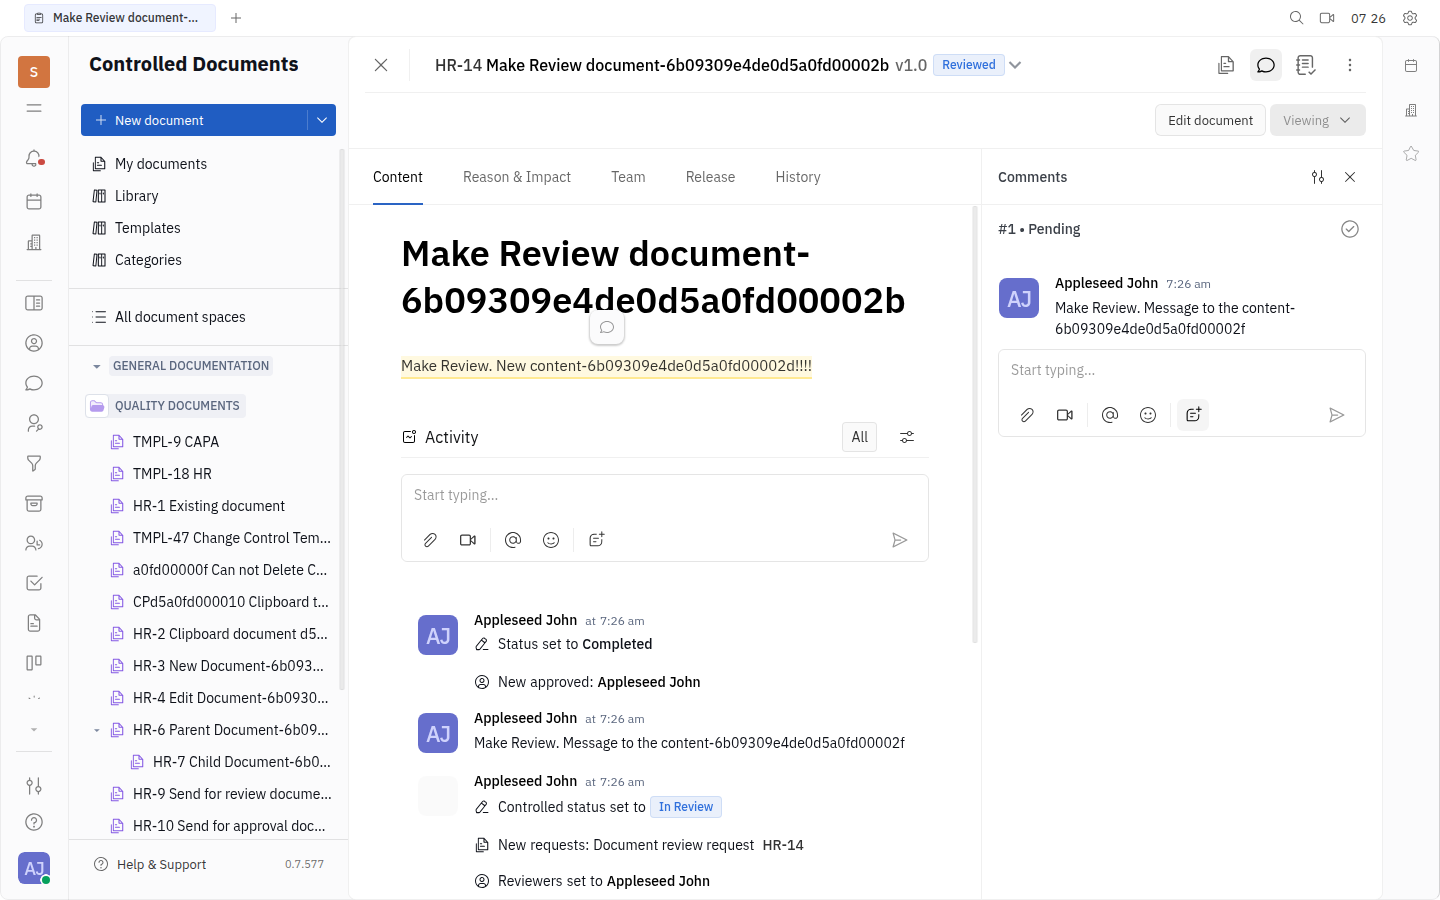 Make Review document-...
07 26
S
Controlled Documents
New document
My documents
Library
Templates
Categories
All document spaces
GENERAL DOCUMENTATION
QUALITY DOCUMENTS
TMPL-9 CAPA
TMPL-18 HR
HR-1 Existing document
TMPL-47 Change Control Tem...
a0fd00000f Can not Delete C...
CPd5a0fd000010 Clipboard t...
HR-2 Clipboard document d5...
HR-3 New Document-6b093...
HR-4 Edit Document-6b0930...
HR-6 Parent Document-6b09...
HR-7 Child Document-6b0...
HR-9 Send for review docume...
HR-10 Send for approval doc...
Help & Support 0.7.577
AJ
HR-14 Make Review document-6b09309e4de0d5a0fd00002b v1.0 Reviewed
Edit document Viewing
Content Reason & Impact Team Release History
Make Review document-
6b09309e4de0d5a0fd00002b
Make Review. New content-6b09309e4de0d5a0fd00002d!!!!
Activity All
Start typing...
AJ
Appleseed John at 7:26 am
Status set to Completed
New approved: Appleseed John
AJ
Appleseed John at 7:26 am
Make Review. Message to the content-6b09309e4de0d5a0fd00002f
Appleseed John at 7:26 am
Controlled status set to In Review
New requests: Document review request HR-14
Reviewers set to Appleseed John
Comments
#1 • Pending
AJ
Appleseed John 7:26 am
Make Review. Message to the content-
6b09309e4de0d5a0fd00002f
Start typing...